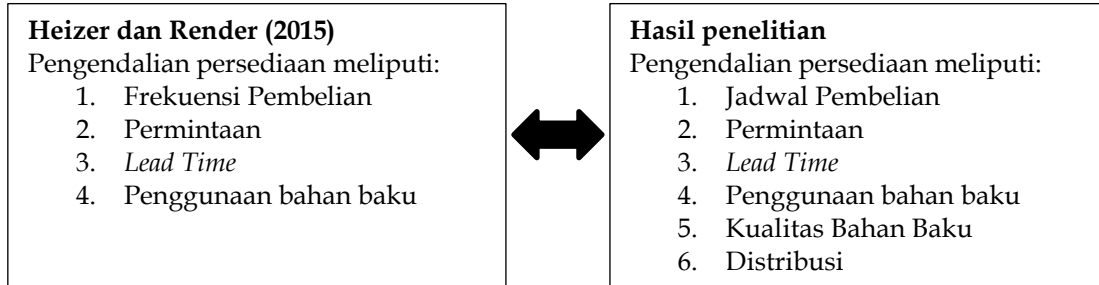 Heizer dan Render (2015)
Pengendalian persediaan meliputi:
1. Frekuensi Pembelian
2. Permintaan
3. Lead Time
4. Penggunaan bahan baku
Hasil penelitian
Pengendalian persediaan meliputi:
1. Jadwal Pembelian
2. Permintaan
3. Lead Time
4. Penggunaan bahan baku
5. Kualitas Bahan Baku
6. Distribusi